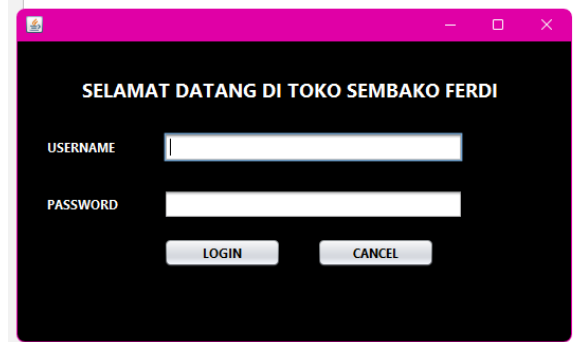 SELAMAT DATANG DI TOKO SEMBAKO FERDI
USERNAME
PASSWORD
LOGIN CANCEL